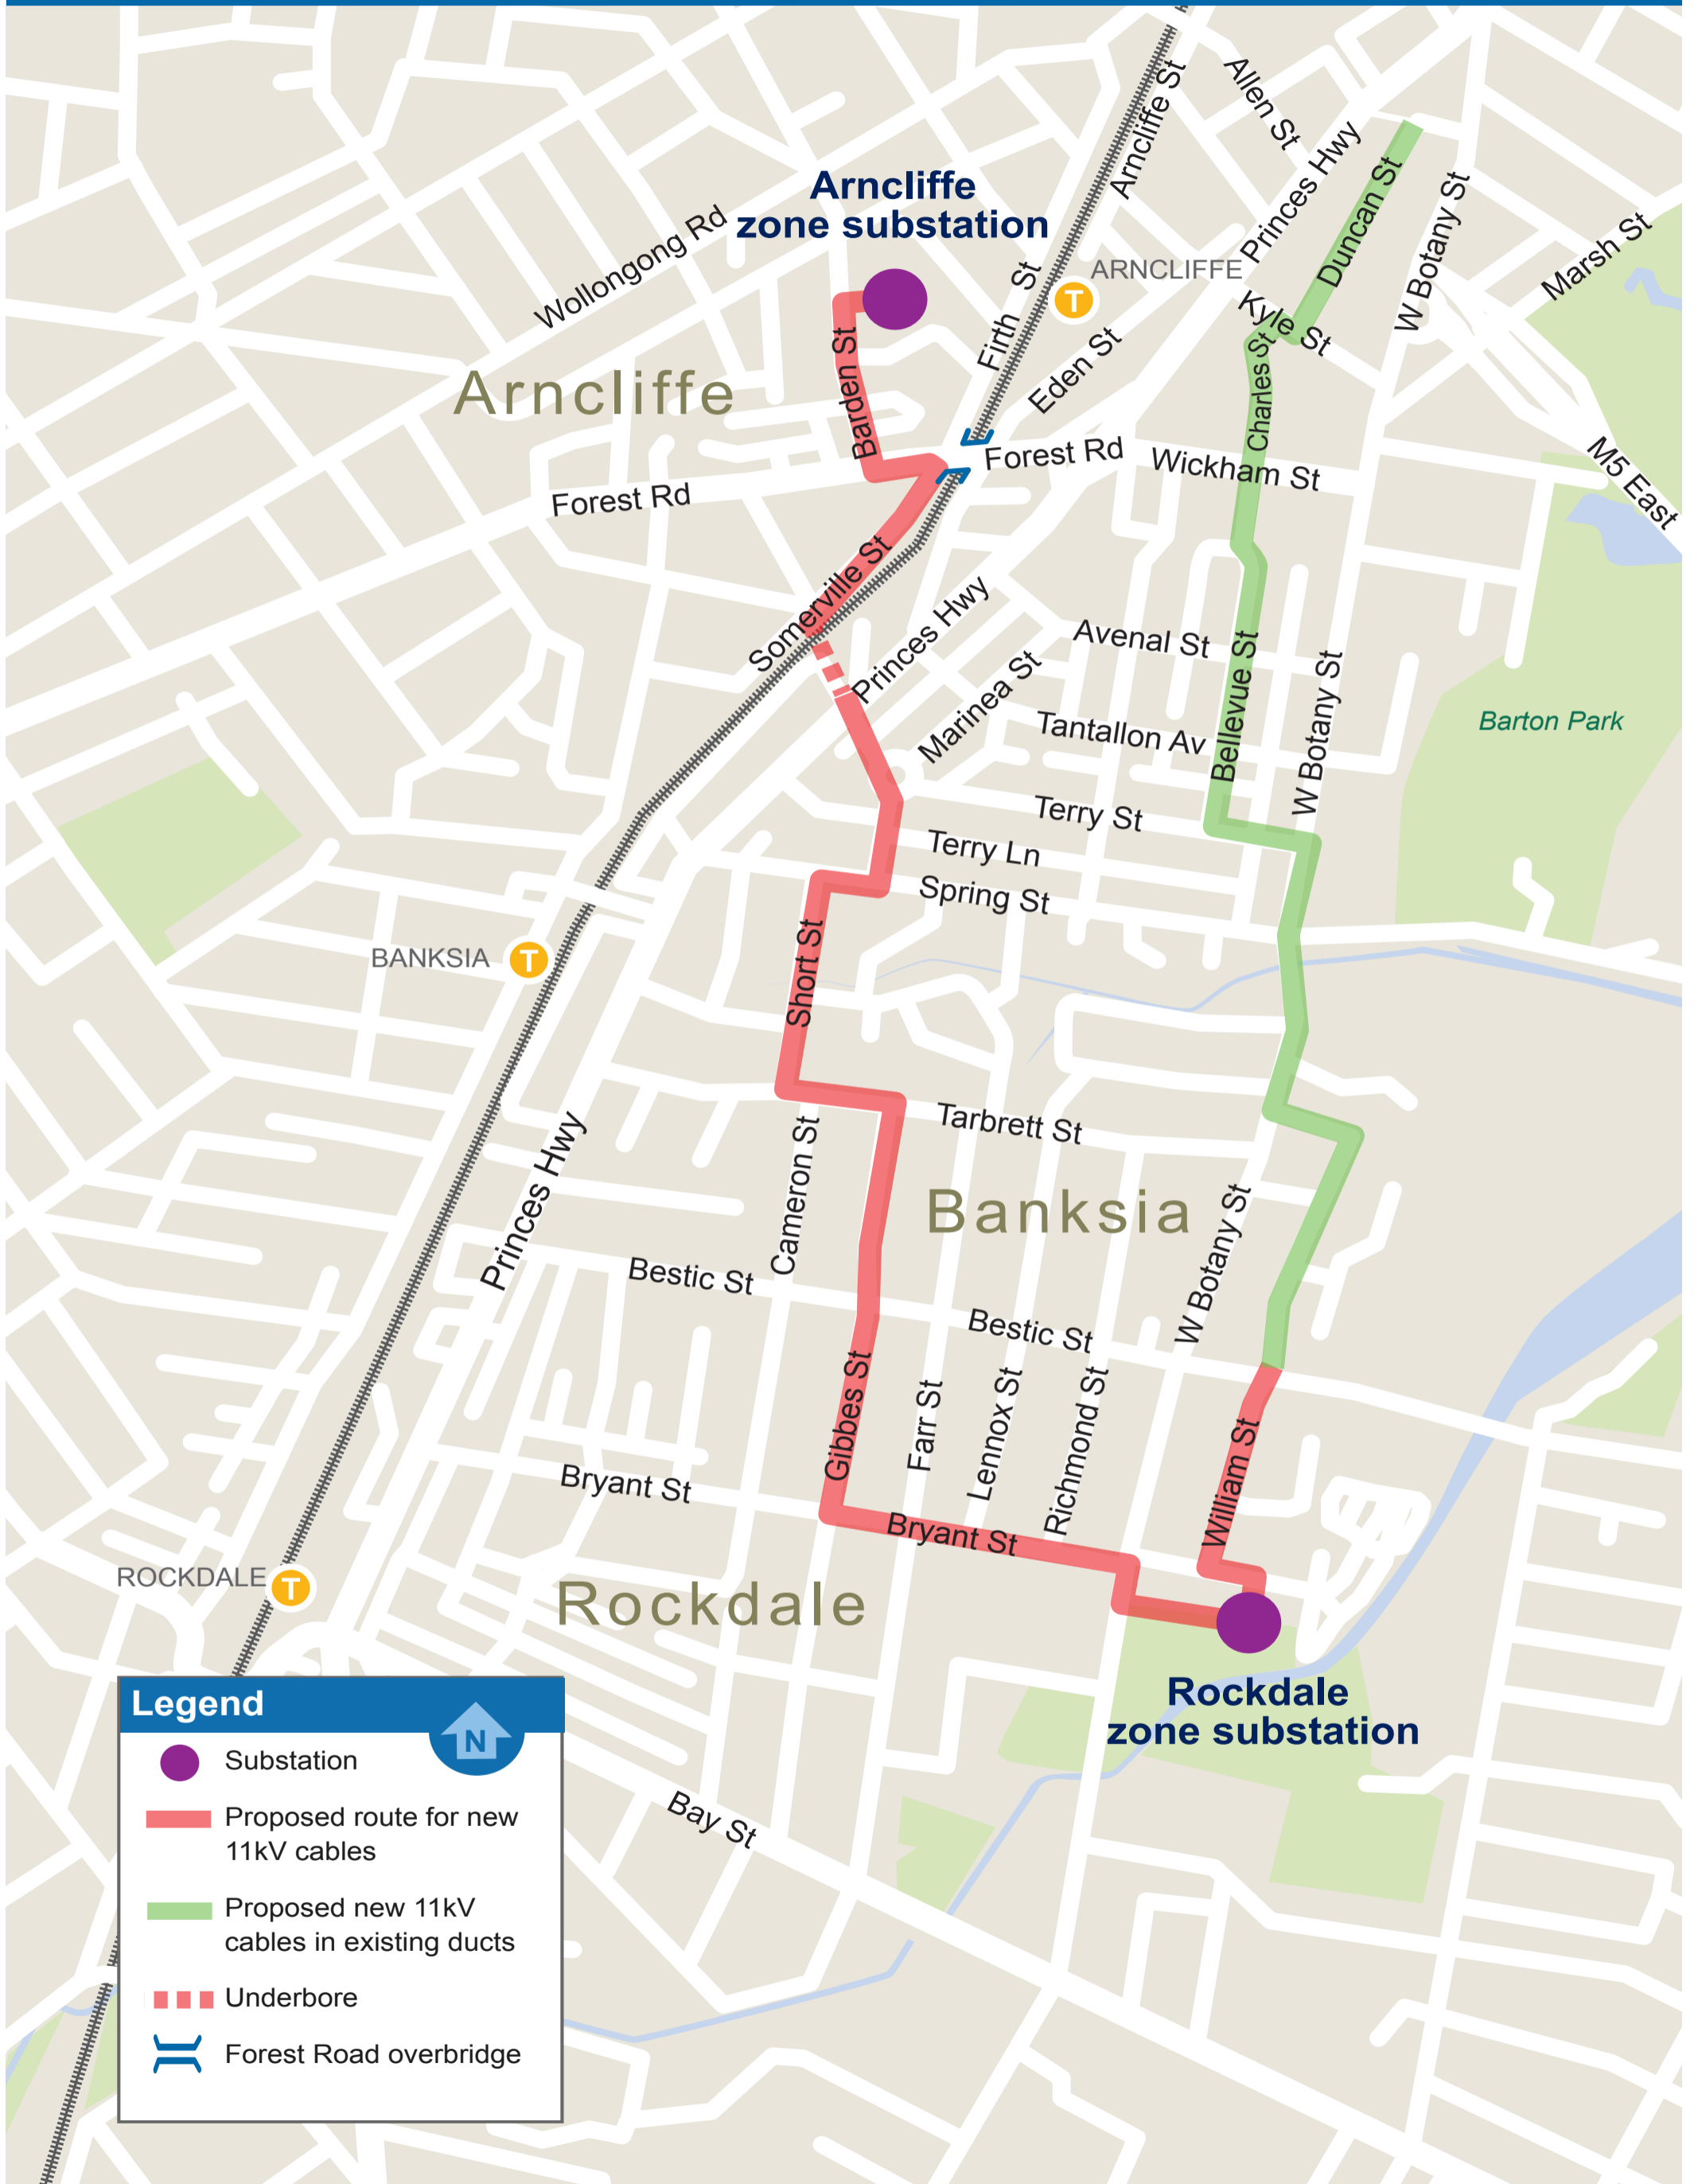 Allen St
Arncliffe St
Princes Hwy
Duncan St
W Botany St
Marsh St
Arncliffe
zone substation
Wollongong Rd
ARNCLIFFE
T
Firth St
Kyle St
Barden St
Eden St
Charles St
Arncliffe
Forest Rd
Wickham St
M5 East
Forest Rd
Somerville St
Princes Hwy
Avenal St
Marinea St
Bellevue St
W Botany St
Tantallon Av
Barton Park
Terry St
Terry Ln
Spring St
BANKSIA
T
Short St
Tarbrett St
Princes Hwy
Cameron St
Banksia
W Botany St
Bestic St
Bestic St
Gibbes St
Farr St
Lennox St
Richmond St
William St
Bryant St
Bryant St
ROCKDALE
T
Rockdale
Rockdale
zone substation
Legend
N
Substation
Proposed route for new
11kV cables
Proposed new 11kV
cables in existing ducts
Underbore
Forest Road overbridge
Bay St